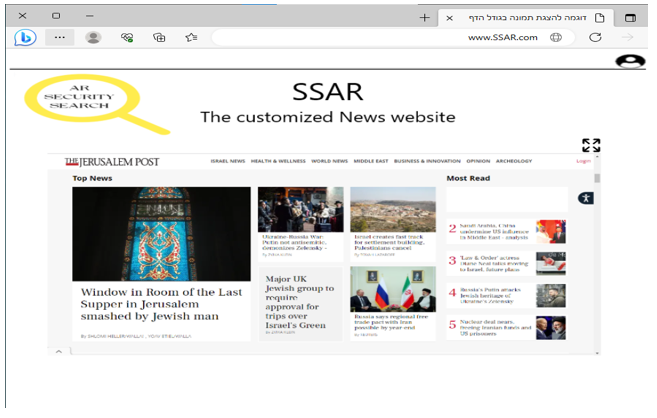 דוגמה להצגת תמונה בגודל הדף
www.SSAR.com
AR
SECURITY
SEARCH
SSAR
The customized News website
THE JERUSALEM POST
ISRAEL NEWS HEALTH & WELLNESS WORLD NEWS MIDDLE EAST BUSINESS & INNOVATION OPINION ARCHEOLOGY
Login
Top News
Window in Room of the Last
Supper in Jerusalem
smashed by Jewish man
Ukraine-Russia War:
Putin not antisemitic,
demonizes Zelensky -
Major UK
Jewish group to
require
approval for
trips over
Israel's Green
Israel creates fast track
for settlement building,
Palestinians cancel
Russia says regional free
trade pact with Iran
possible by year end
Most Read
2 Saudi Arabia, China
undermine US influence
in Middle East - analysis
3 'Law & Order' actress
Diane Neal talks moving
to Israel, future plans
4 Russia's Putin attacks
Jewish heritage of
Ukraine's Zelensky
5 Nuclear deal nears,
freeing Iranian funds and
US prisoners